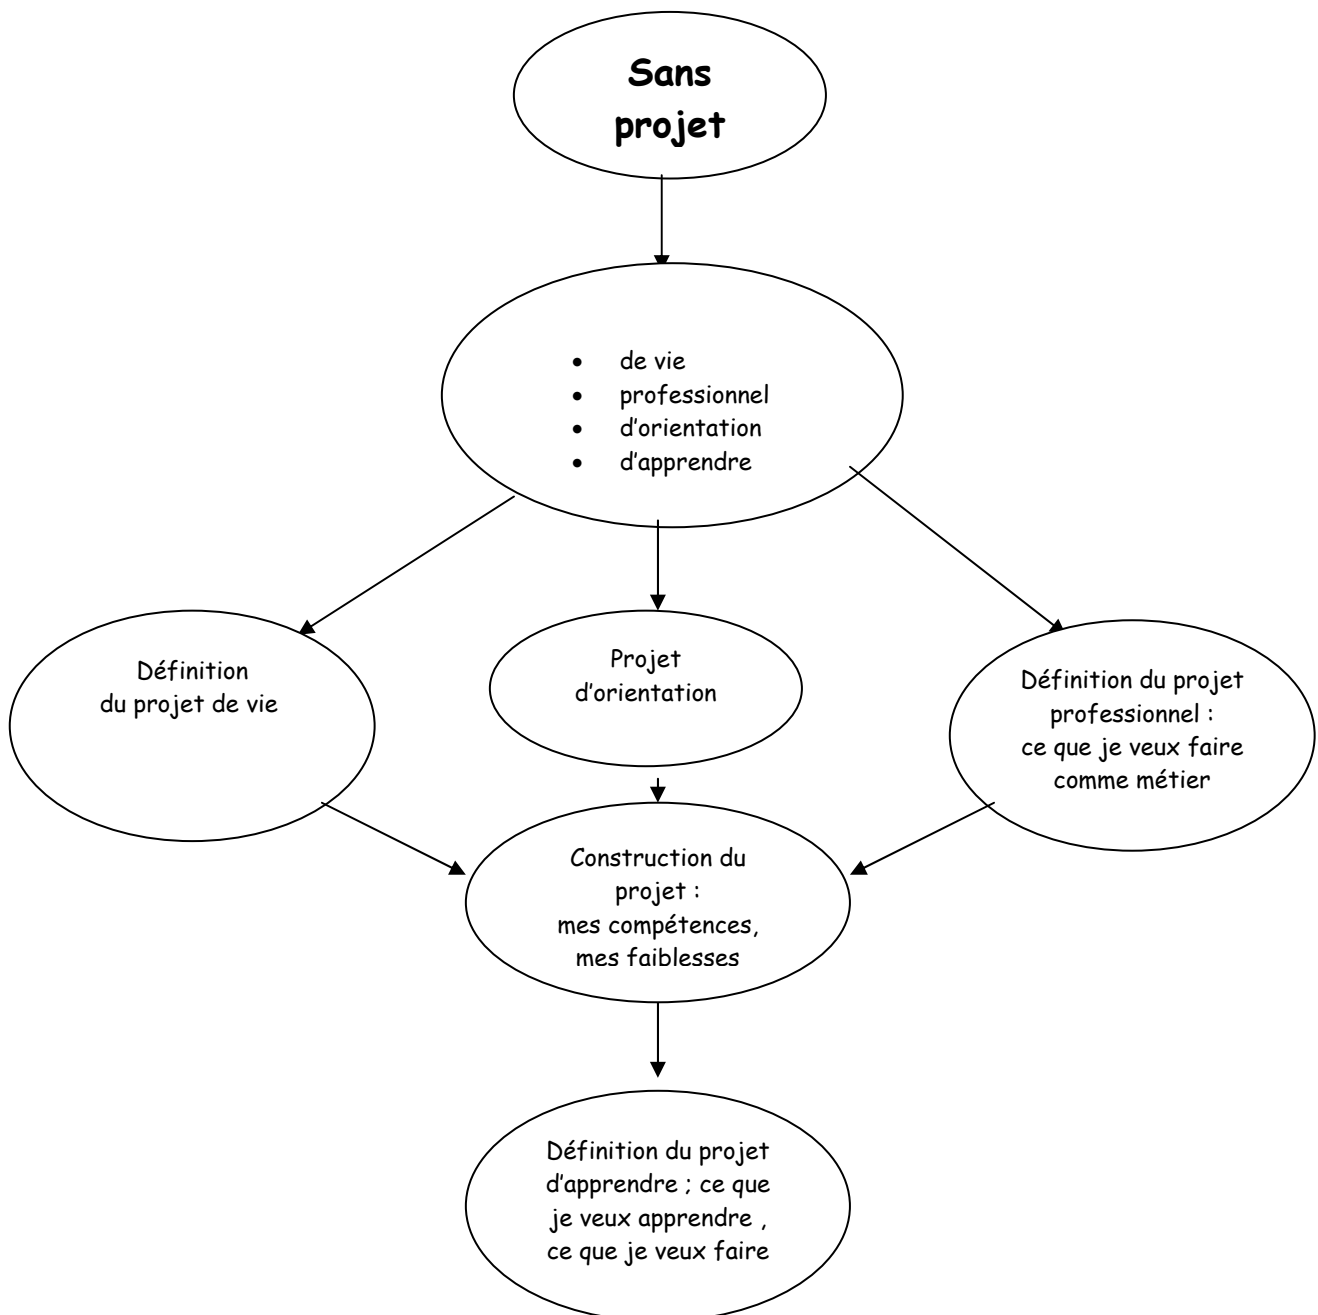 Sans
projet
• de vie
• professionnel
• d’orientation
• d’apprendre
Définition
du projet de vie
Projet
d’orientation
Définition du projet
professionnel :
ce que je veux faire
comme métier
Construction du
projet :
mes compétences,
mes faiblesses
Définition du projet
d’apprendre ; ce que
je veux apprendre ,
ce que je veux faire